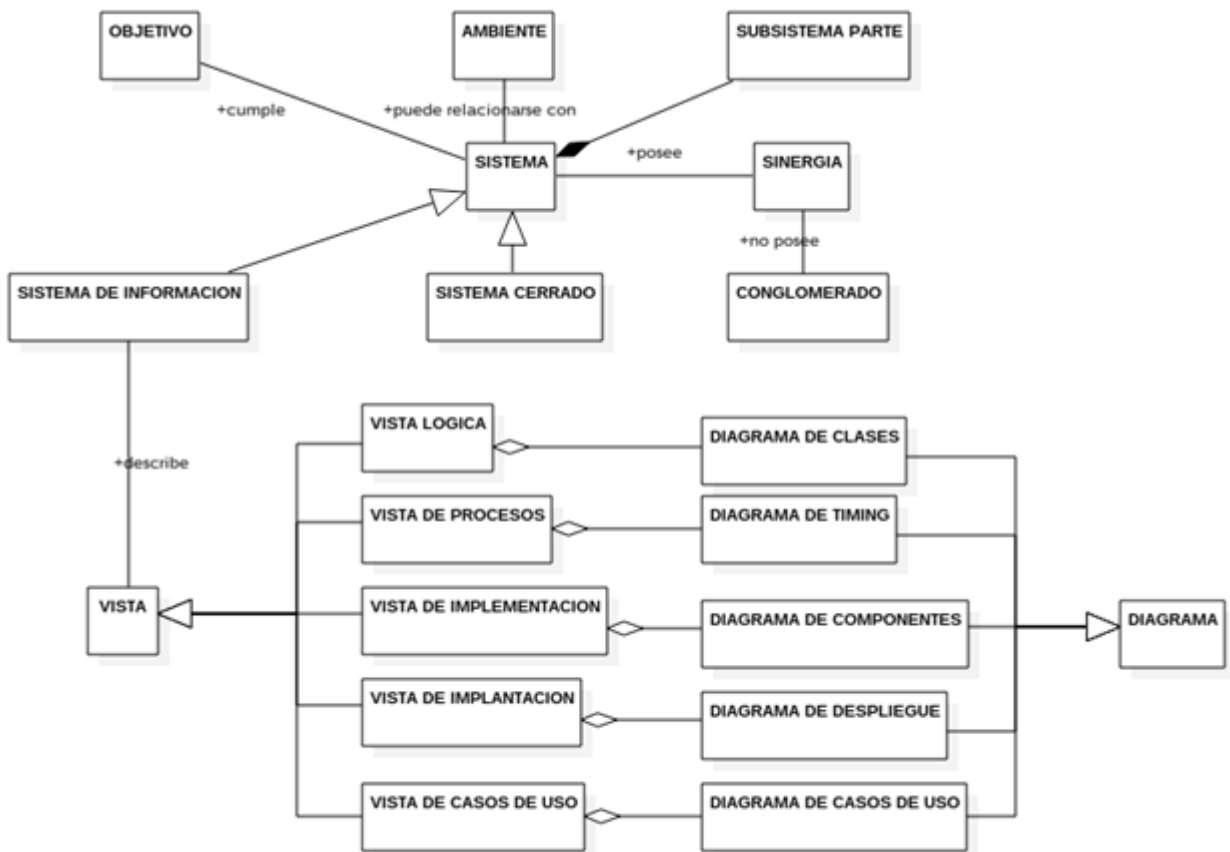 OBJETIVO
AMBIENTE
SUBSISTEMA PARTE
+cumple
+puede relacionarse con
SISTEMA
+posee
SINERGIA
+no posee
SISTEMA DE INFORMACION
SISTEMA CERRADO
CONGLOMERADO
VISTA LOGICA
DIAGRAMA DE CLASES
+describe
VISTA DE PROCESOS
DIAGRAMA DE TIMING
VISTA
VISTA DE IMPLEMENTACION
DIAGRAMA DE COMPONENTES
DIAGRAMA
VISTA DE IMPLANTACION
DIAGRAMA DE DESPLIEGUE
VISTA DE CASOS DE USO
DIAGRAMA DE CASOS DE USO